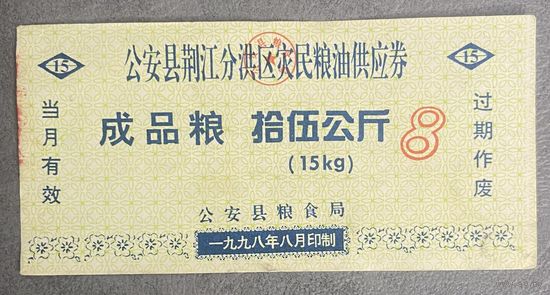 15
公安县荆江分洪区灾民粮油供应券
15
当月有效
成品粮 拾伍公斤
8
过期作废
(15kg)
公安县粮食局
一九九八年八月印制